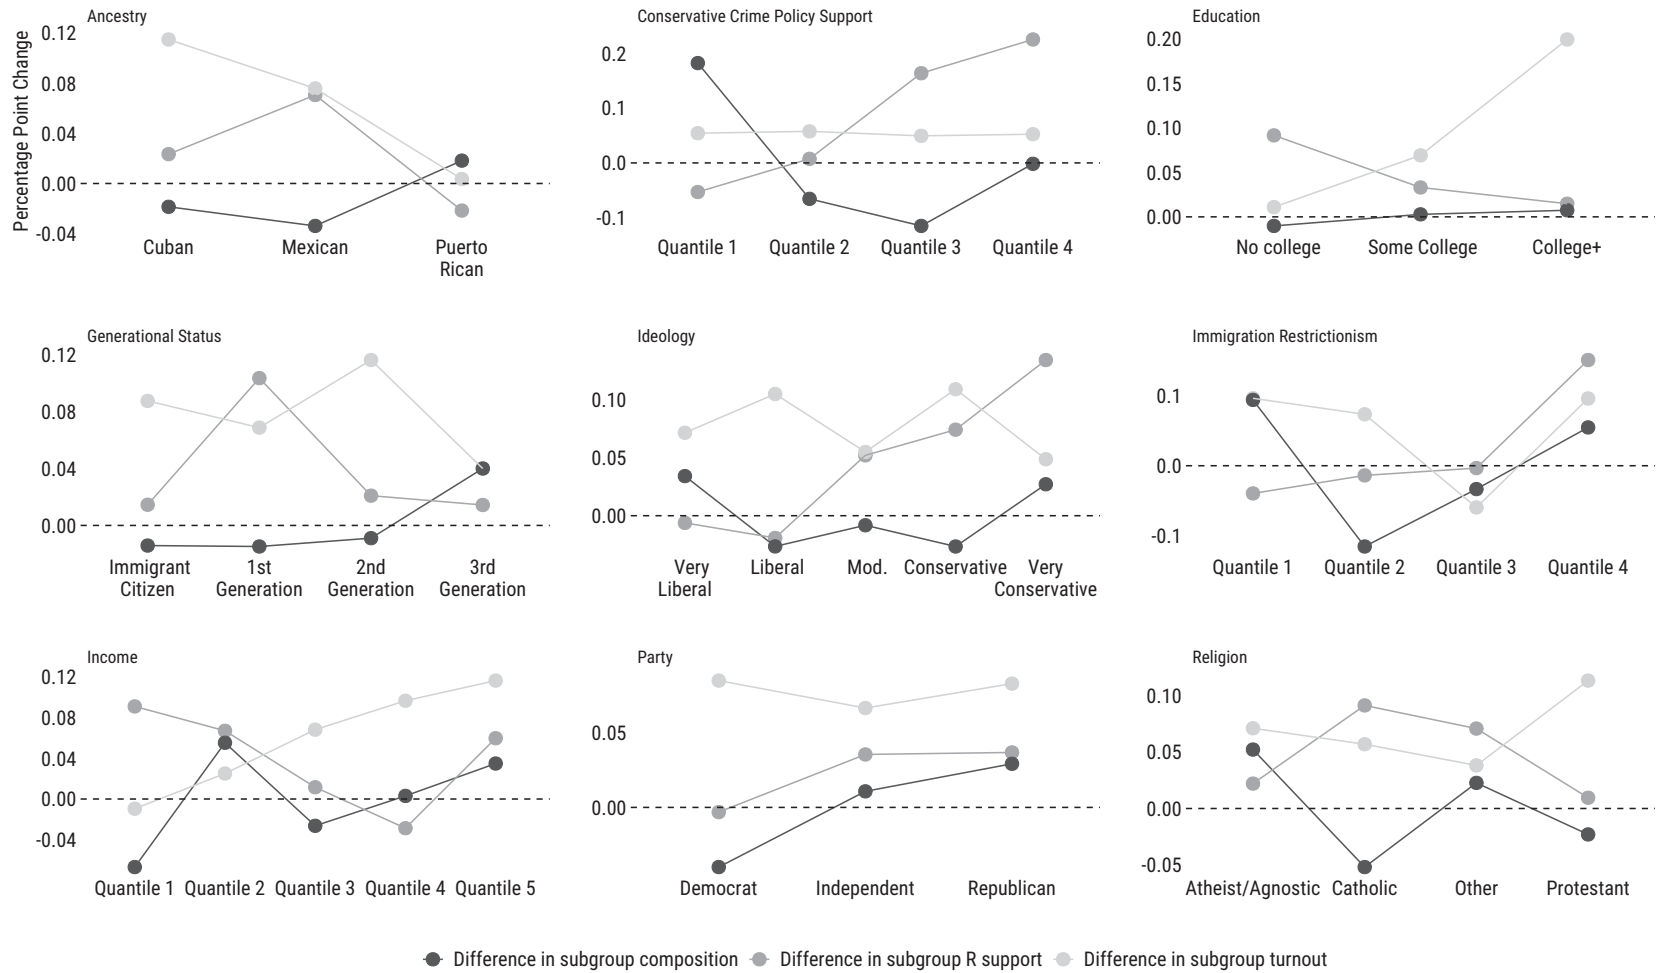 Percentage Point Change
Ancestry
0.12
0.08
0.04
0.00
-0.04
Cuban
Mexican
Puerto
Rican
Conservative Crime Policy Support
0.2
0.1
0.0
-0.1
Quantile 1
Quantile 2
Quantile 3
Quantile 4
Education
0.20
0.15
0.10
0.05
0.00
No college
Some College
College+
Generational Status
0.12
0.08
0.04
0.00
Immigrant
Citizen
1st
Generation
2nd
Generation
3rd
Generation
Ideology
0.10
0.05
0.00
Very
Liberal
Liberal
Mod.
Conservative
Very
Conservative
Immigration Restrictionism
0.1
0.0
-0.1
Quantile 1
Quantile 2
Quantile 3
Quantile 4
Income
0.12
0.08
0.04
0.00
-0.04
Quantile 1
Quantile 2
Quantile 3
Quantile 4
Quantile 5
Party
0.05
0.00
Democrat
Independent
Republican
Religion
0.10
0.05
0.00
-0.05
Atheist/Agnostic
Catholic
Other
Protestant
Difference in subgroup composition
Difference in subgroup R support
Difference in subgroup turnout